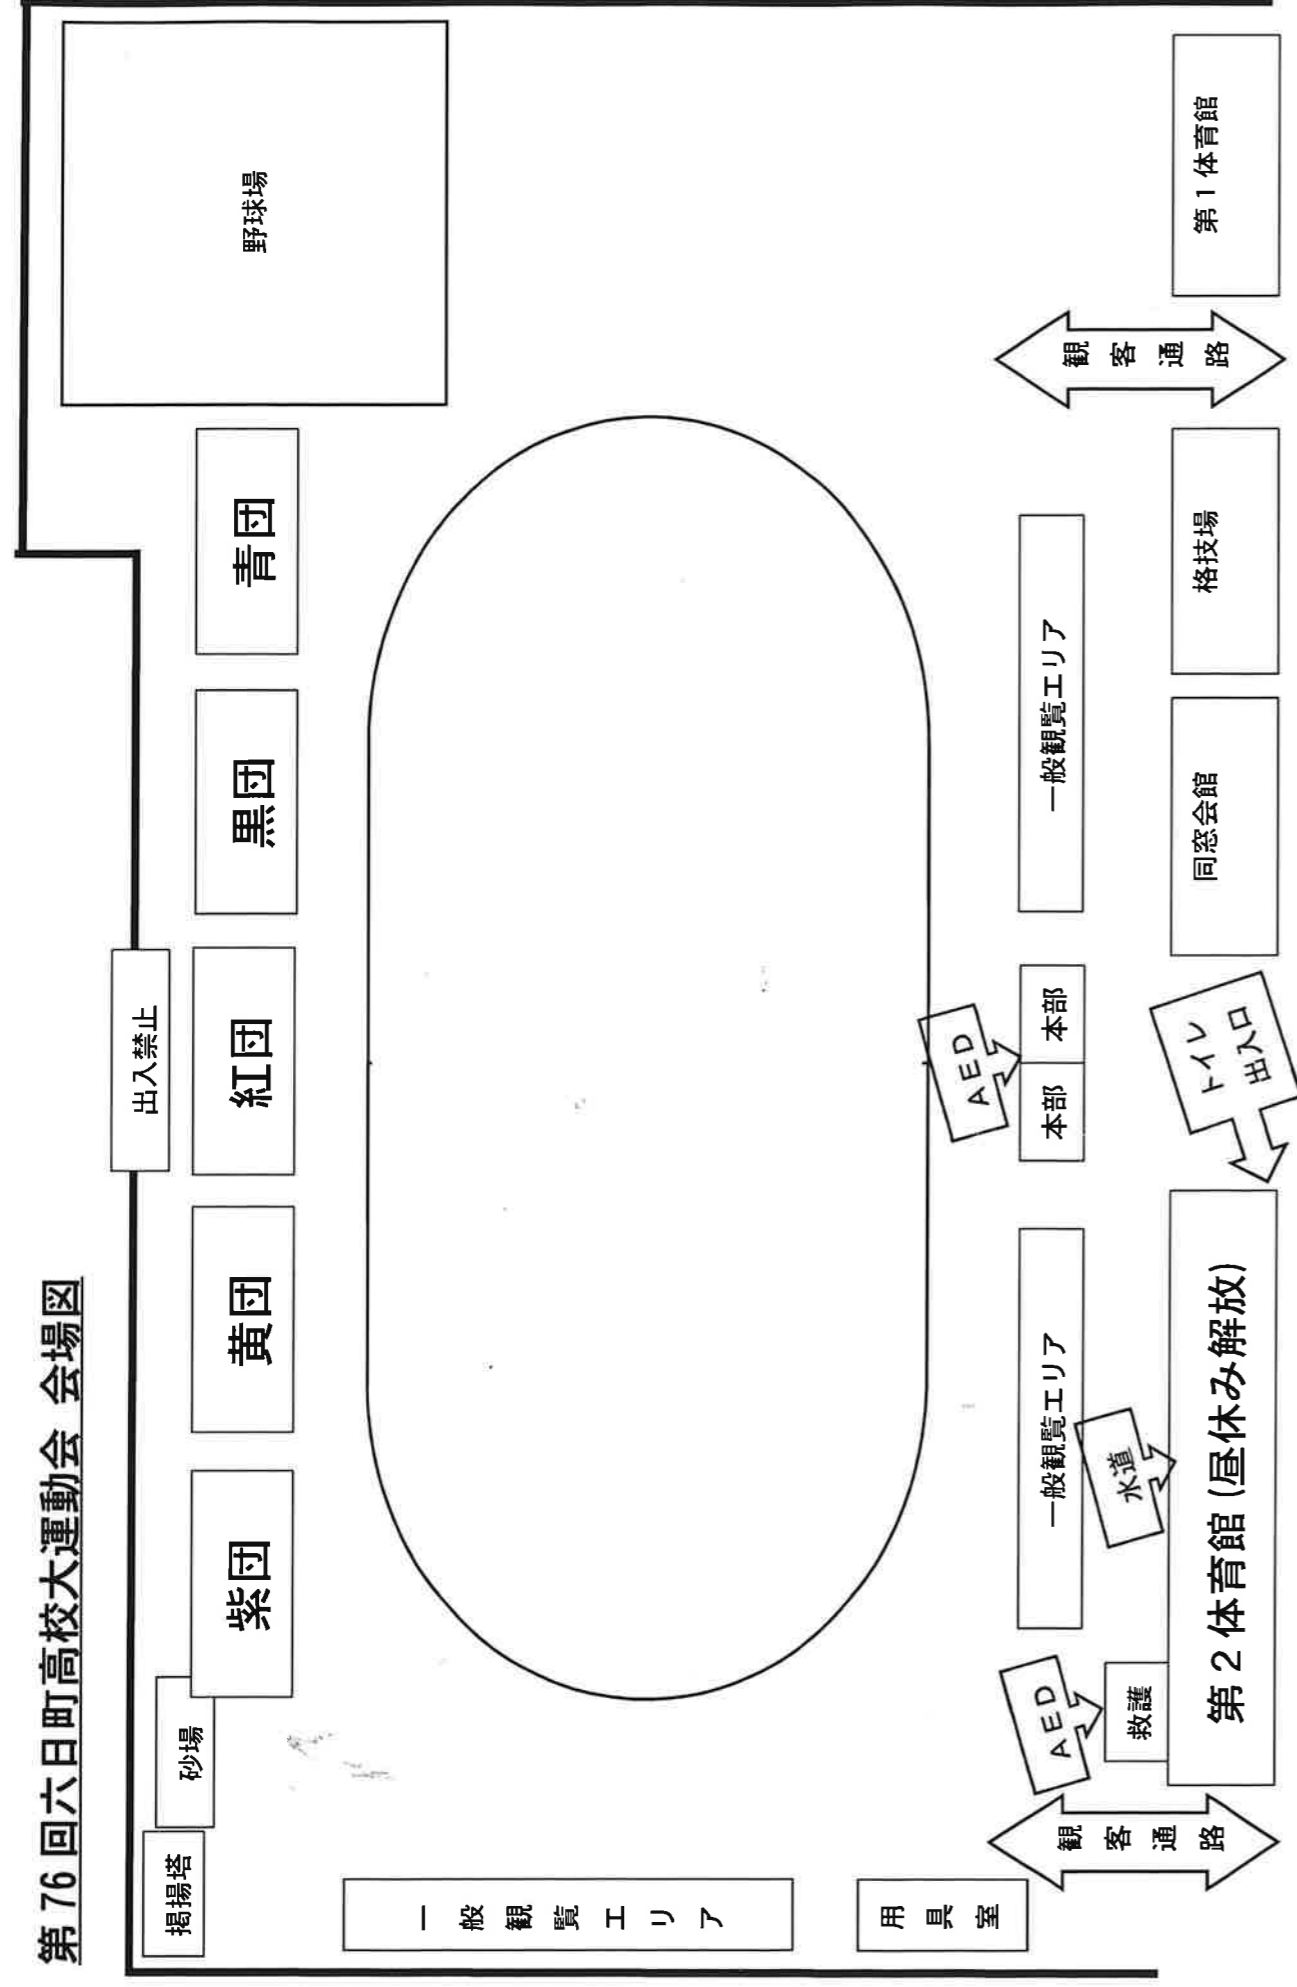 第76回六日町高校大運動会 会場図
掲揚塔
砂場
紫団
黄団
紅団
黒団
青団
出入禁止
野球場
一般観覧エリア
用具室
観客通路
AED
救護
一般観覧エリア
水道
第2体育館(昼休み解放)
AED
本部
本部
トイレ
出入口
一般観覧エリア
同窓会館
格技場
観客通路
第1体育館